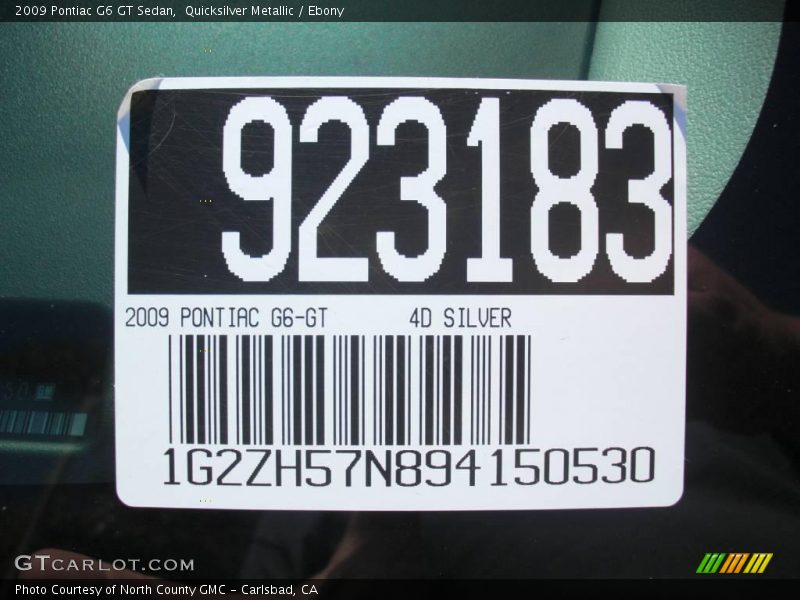 2009 Pontiac G6 GT Sedan, Quicksilver Metallic / Ebony
923183
2009 PONTIAC G6-GT 4D SILVER
1G2ZH57N894150530
GTCARLOT.COM
Photo Courtesy of North County GMC - Carlsbad, CA